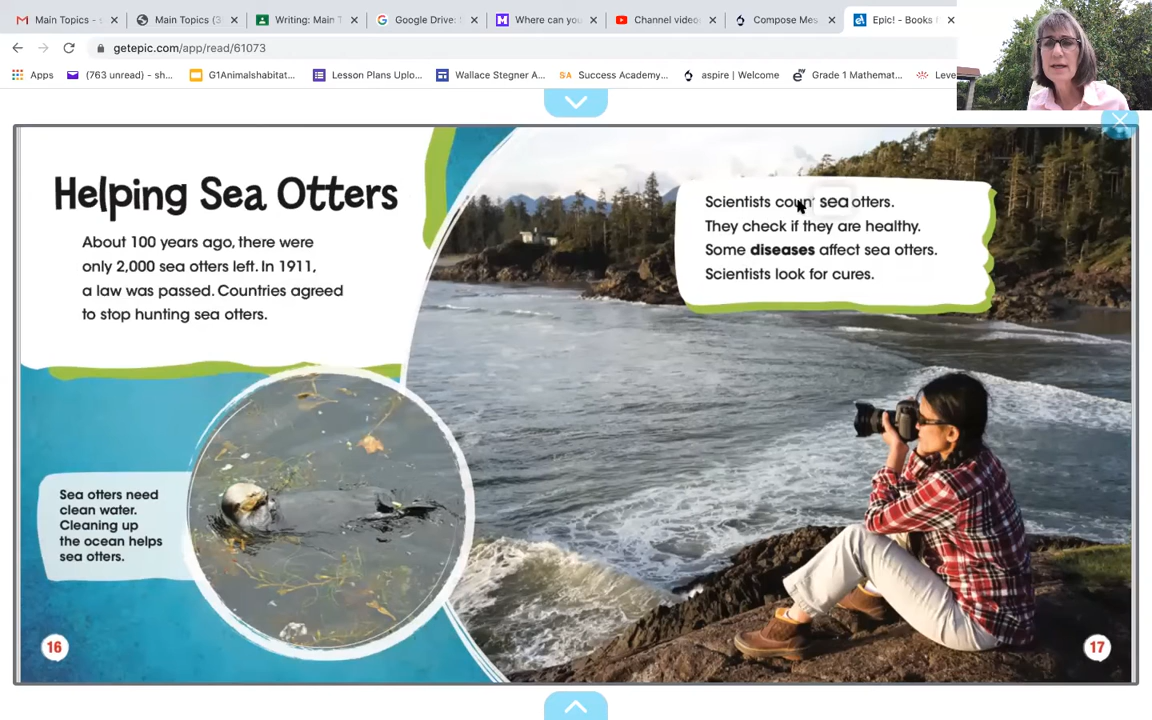 Main Topics - s
Main Topics (3
Writing: Main T
Google Drive: S
Where can you
Channel video
Compose Mes
Epic! - Books
getepic.com/app/read/61073
Apps
(763 unread) - sh...
G1Animalshabitat...
Lesson Plans Uplo...
Wallace Stegner A...
SA Success Academy...
aspire | Welcome
Grade 1 Mathemat...
Leve
Helping Sea Otters
About 100 years ago, there were
only 2,000 sea otters left. In 1911,
a law was passed. Countries agreed
to stop hunting sea otters.
Sea otters need
clean water.
Cleaning up
the ocean helps
sea otters.
16
Scientists count sea otters.
They check if they are healthy.
Some diseases affect sea otters.
Scientists look for cures.
17